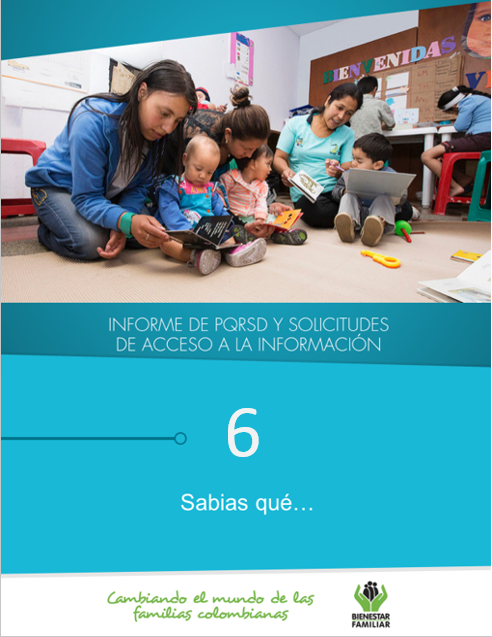 BIENVENIDAS
INFORME DE PQRSD Y SOLICITUDES
DE ACCESO A LA INFORMACIÓN
6
Sabias qué…
Cambiando el mundo de las
familias colombianas
BIENESTAR
FAMILIAR